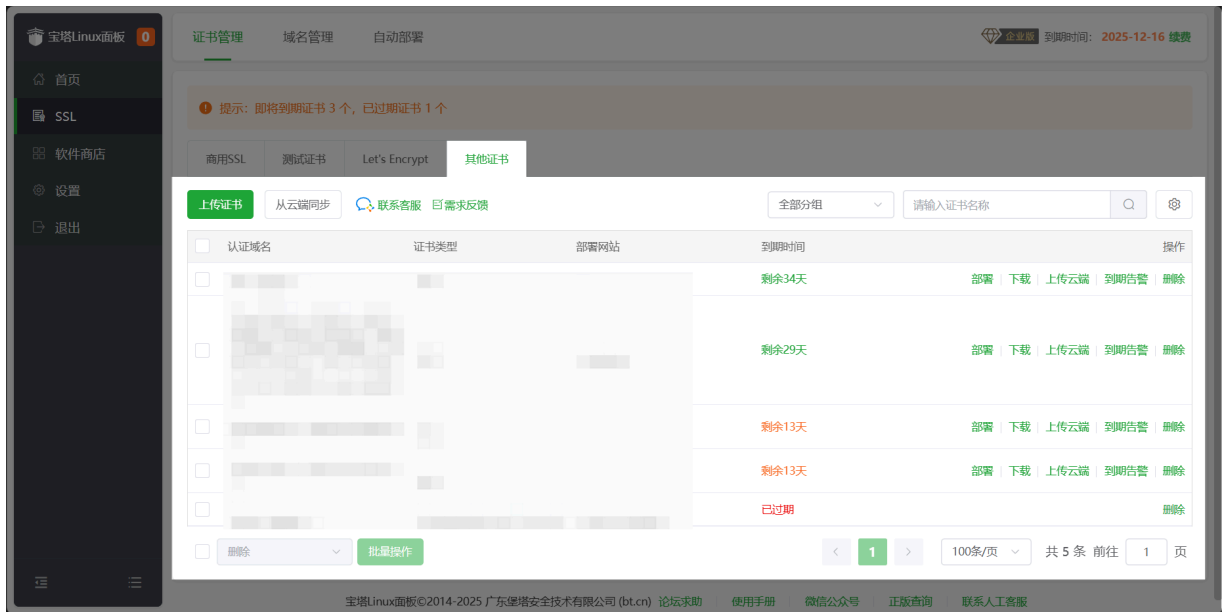 宝塔Linux面板 0
证书管理 域名管理 自动部署
企业版 到期时间: 2025-12-16 续费
首页
SSL
软件商店
设置
退出
提示: 即将到期证书 3 个, 已过期证书 1 个
商用SSL 测试证书 Let's Encrypt 其他证书
上传证书 从云端同步 联系客服 需求反馈 全部分组 请输入证书名称
认证域名 证书类型 部署网站 到期时间 操作
剩余34天 部署 下载 上传云端 到期告警 删除
剩余29天 部署 下载 上传云端 到期告警 删除
剩余13天 部署 下载 上传云端 到期告警 删除
剩余13天 部署 下载 上传云端 到期告警 删除
已过期 删除
删除 批量操作 1 100条/页 共 5 条 前往 1 页
宝塔Linux面板©2014-2025 广东堡塔安全技术有限公司 (bt.cn) 论坛求助 使用手册 微信公众号 正版查询 联系人工客服